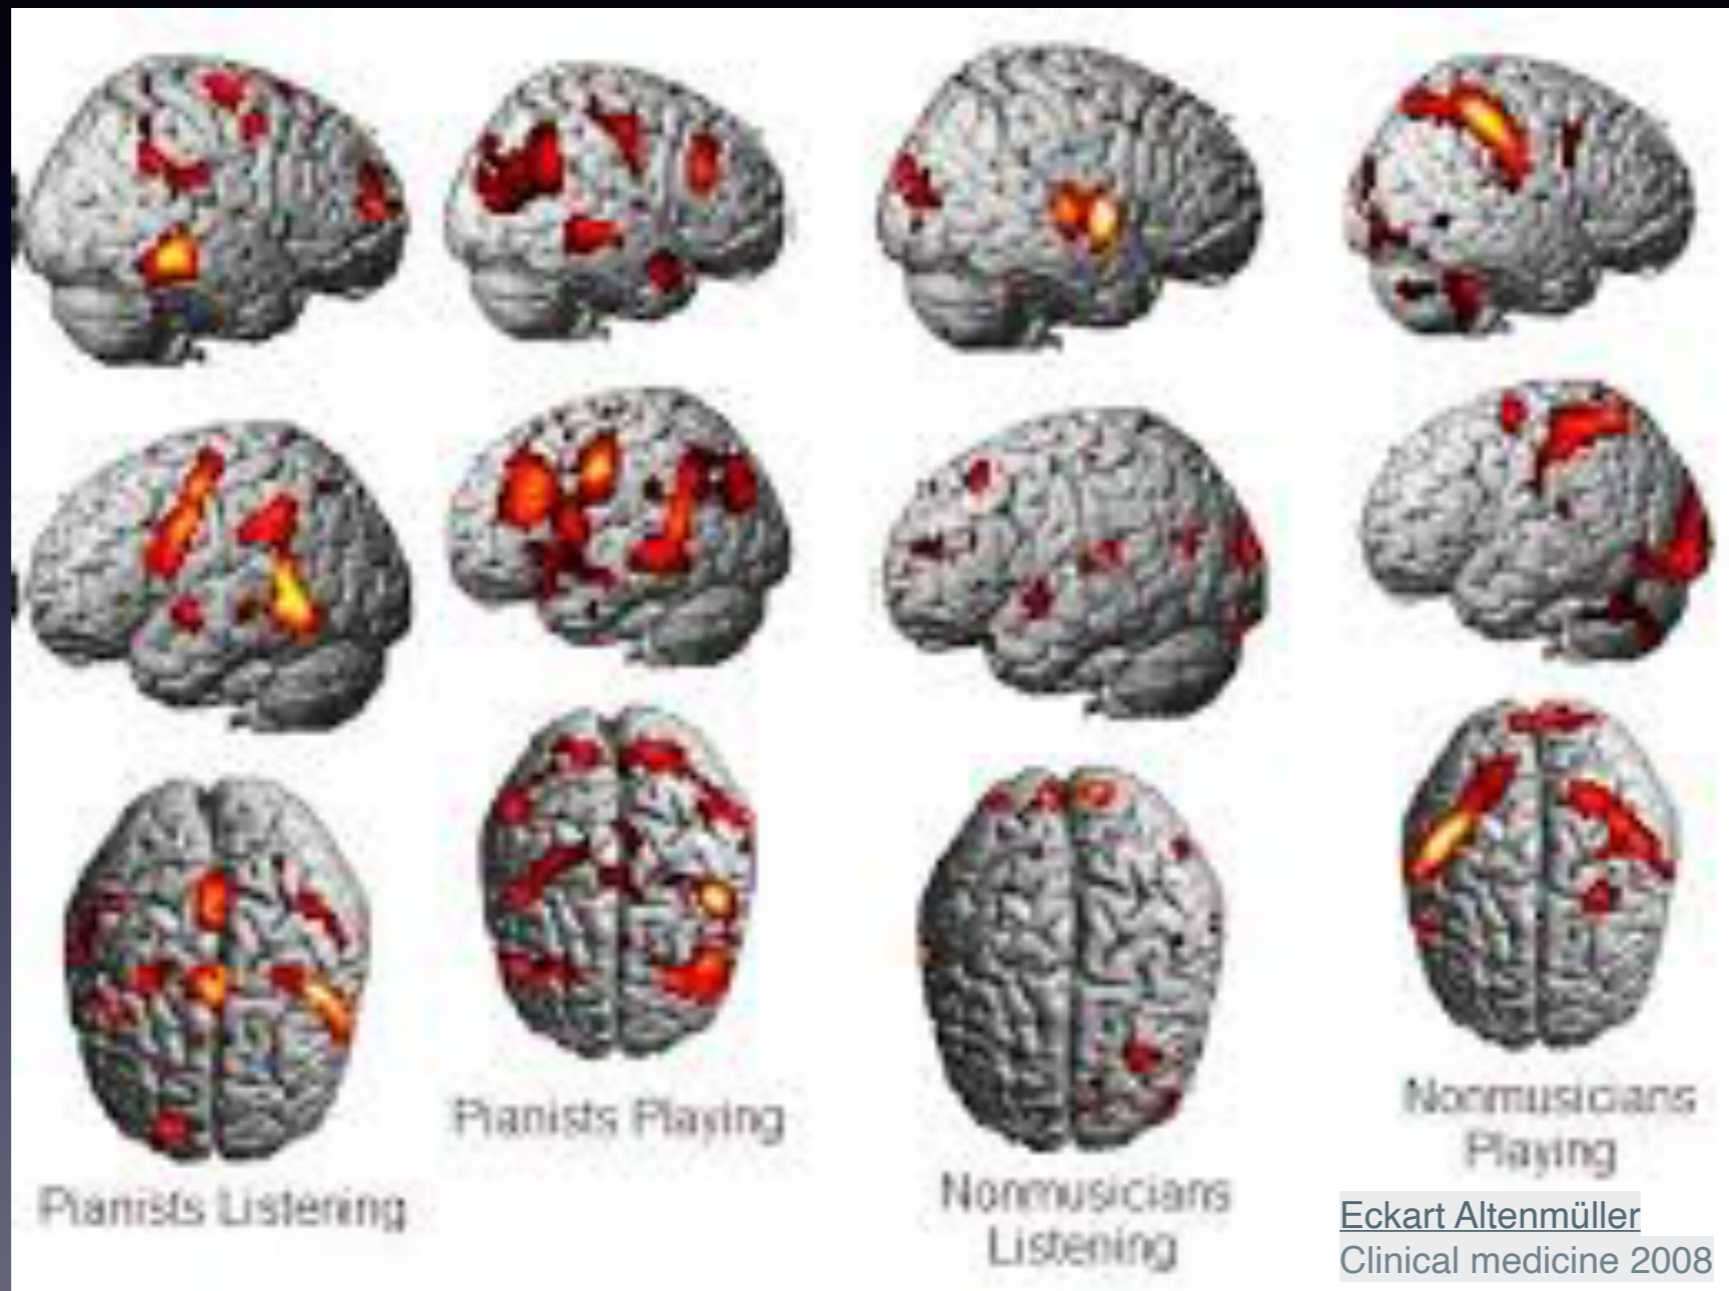 Pianists Listening
Pianists Playing
Nonmusicians
Listening
Nonmusicians
Playing
Eckart Altenmüller
Clinical medicine 2008